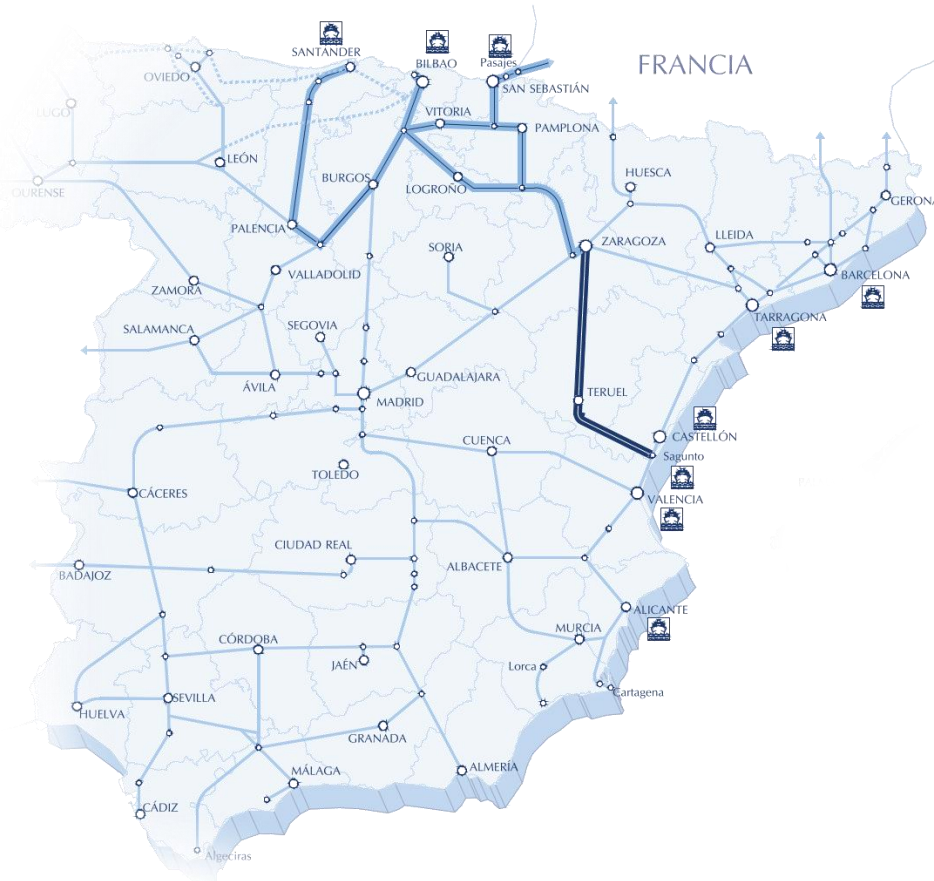 SANTANDER
BILBAO
Pasajes
FRANCIA
OVIEDO
SAN SEBASTIÁN
LUGO
VITORIA
PAMPLONA
LEÓN
BURGOS
LOGROÑO
HUESCA
OURENSE
GERONA
PALENCIA
SORIA
ZARAGOZA
LLEIDA
VALLADOLID
BARCELONA
ZAMORA
TARRAGONA
SALAMANCA
SEGOVIA
GUADALAJARA
ÁVILA
MADRID
TERUEL
CUENCA
CASTELLÓN
Sagunto
TOLEDO
CÁCERES
VALENCIA
CIUDAD REAL
ALBACETE
BADAJOZ
ALICANTE
MURCIA
CÓRDOBA
JAÉN
Lorca
Cartagena
SEVILLA
HUELVA
GRANADA
ALMERÍA
MÁLAGA
CÁDIZ
Algeciras